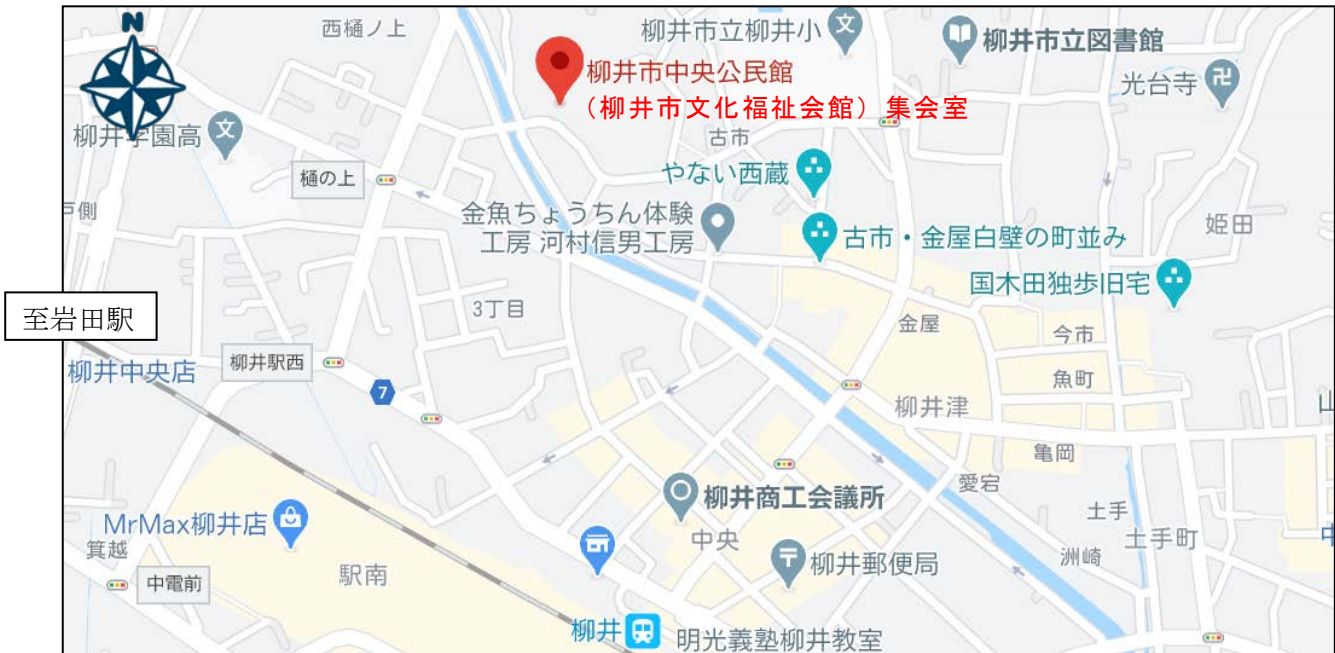 N
西樋ノ上
柳井市立柳井小
文
柳井市立図書館
柳井市中央公民館
(柳井市文化福祉会館) 集会室
光台寺
卍
柳井学園高
文
古市
樋の上
やない西蔵
戸側
金魚ちょうちん体験
工房 河村信男工房
古市・金屋白壁の町並み
姫田
国木田独歩旧宅
至岩田駅
3丁目
金屋
今市
柳井中央店
柳井駅西
7
魚町
柳井津
亀岡
愛宕
柳井商工会議所
MrMax柳井店
土手
土手町
中央
箕越
駅南
〒
柳井郵便局
洲崎
中電前
柳井
明光義塾柳井教室